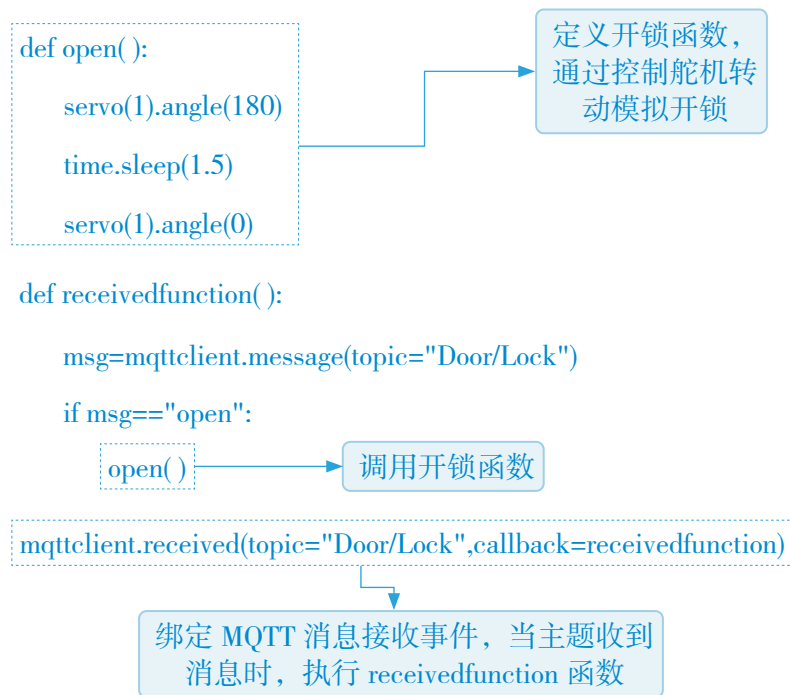 def open( ):
定义开锁函数，
通过控制舵机转
动模拟开锁
servo(1).angle(180)
time.sleep(1.5)
servo(1).angle(0)
def receivedfunction( ):
msg=mqttclient.message(topic="Door/Lock")
if msg=="open":
open( )
调用开锁函数
mqttclient.received(topic="Door/Lock",callback=receivedfunction)
绑定 MQTT 消息接收事件，当主题收到
消息时，执行 receivedfunction 函数